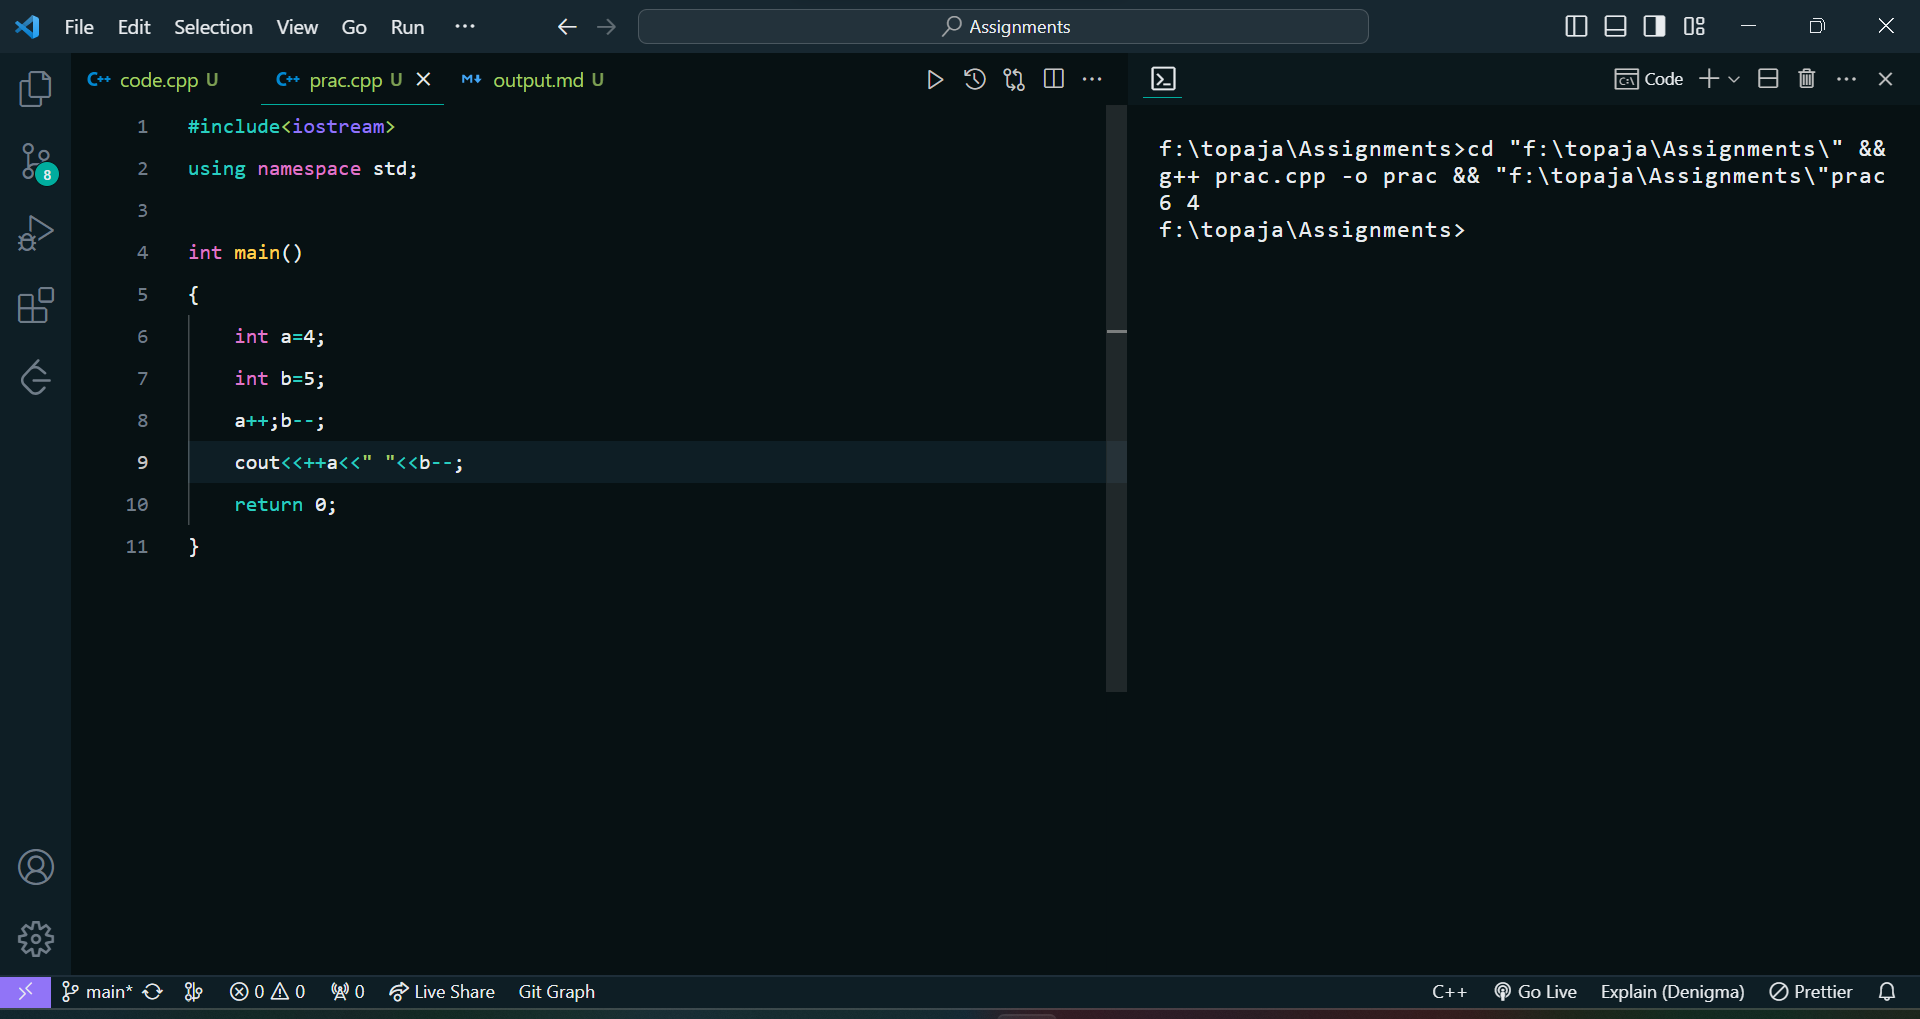 File Edit Selection View Go Run ··· Assignments
code.cpp U prac.cpp U output.md U
Code
1 #include<iostream>
2 using namespace std;
3
4 int main()
5 {
6 int a=4;
7 int b=5;
8 a++;b--;
9 cout<<++a<<" "<<b--;
10 return 0;
11 }
f:\topaja\Assignments>cd "f:\topaja\Assignments\" &&
g++ prac.cpp -o prac && "f:\topaja\Assignments\"prac
6 4
f:\topaja\Assignments>
8
main* 0 0 0 Live Share Git Graph C++ Go Live Explain (Denigma) Prettier